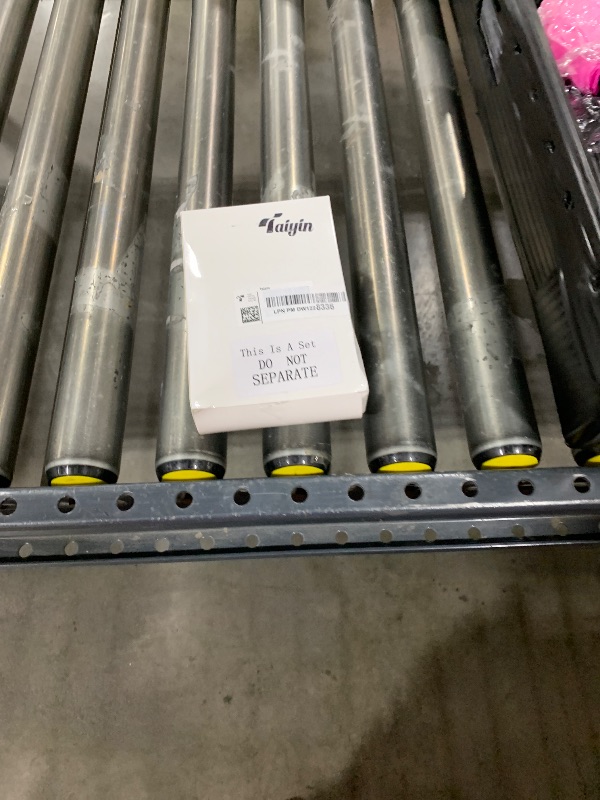 Taiyin
This Is A Set
DO NOT
SEPARATE